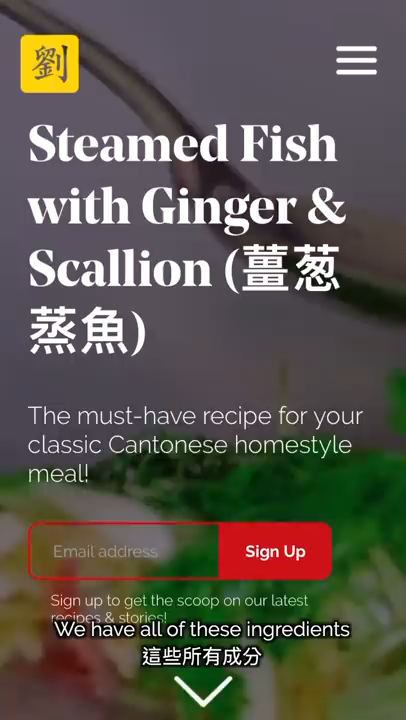 劉
Steamed Fish
with Ginger &
Scallion (薑葱
蒸魚)
The must-have recipe for your
classic Cantonese homestyle
meal!
Email address
Sign Up
Sign up to get the scoop on our latest
recipes & stories!
We have all of these ingredients
這些所有成分